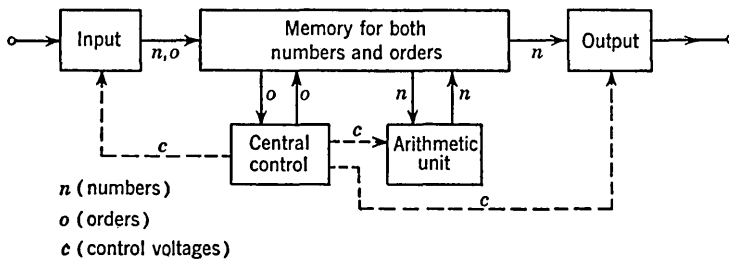 Input
n,o
Memory for both
numbers and orders
n
Output
o
o
n
n
c
Central
control
c
Arithmetic
unit
c
n (numbers)
o (orders)
c (control voltages)